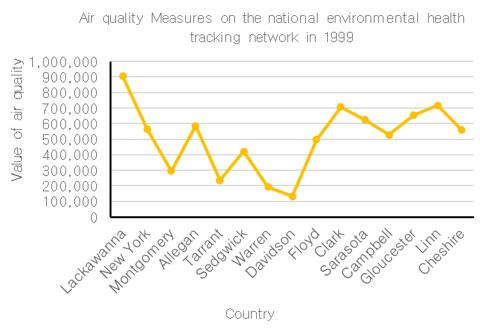 Air quality Measures on the national environmental health
tracking network in 1999
Value of air quality
1,000,000
900,000
800,000
700,000
600,000
500,000
400,000
300,000
200,000
100,000
0
Lackawanna
New York
Montgomery
Allegan
Tarrant
Sedgwick
Warren
Davidson
Floyd
Clark
Sarasota
Campbell
Gloucester
Linn
Cheshire
Country